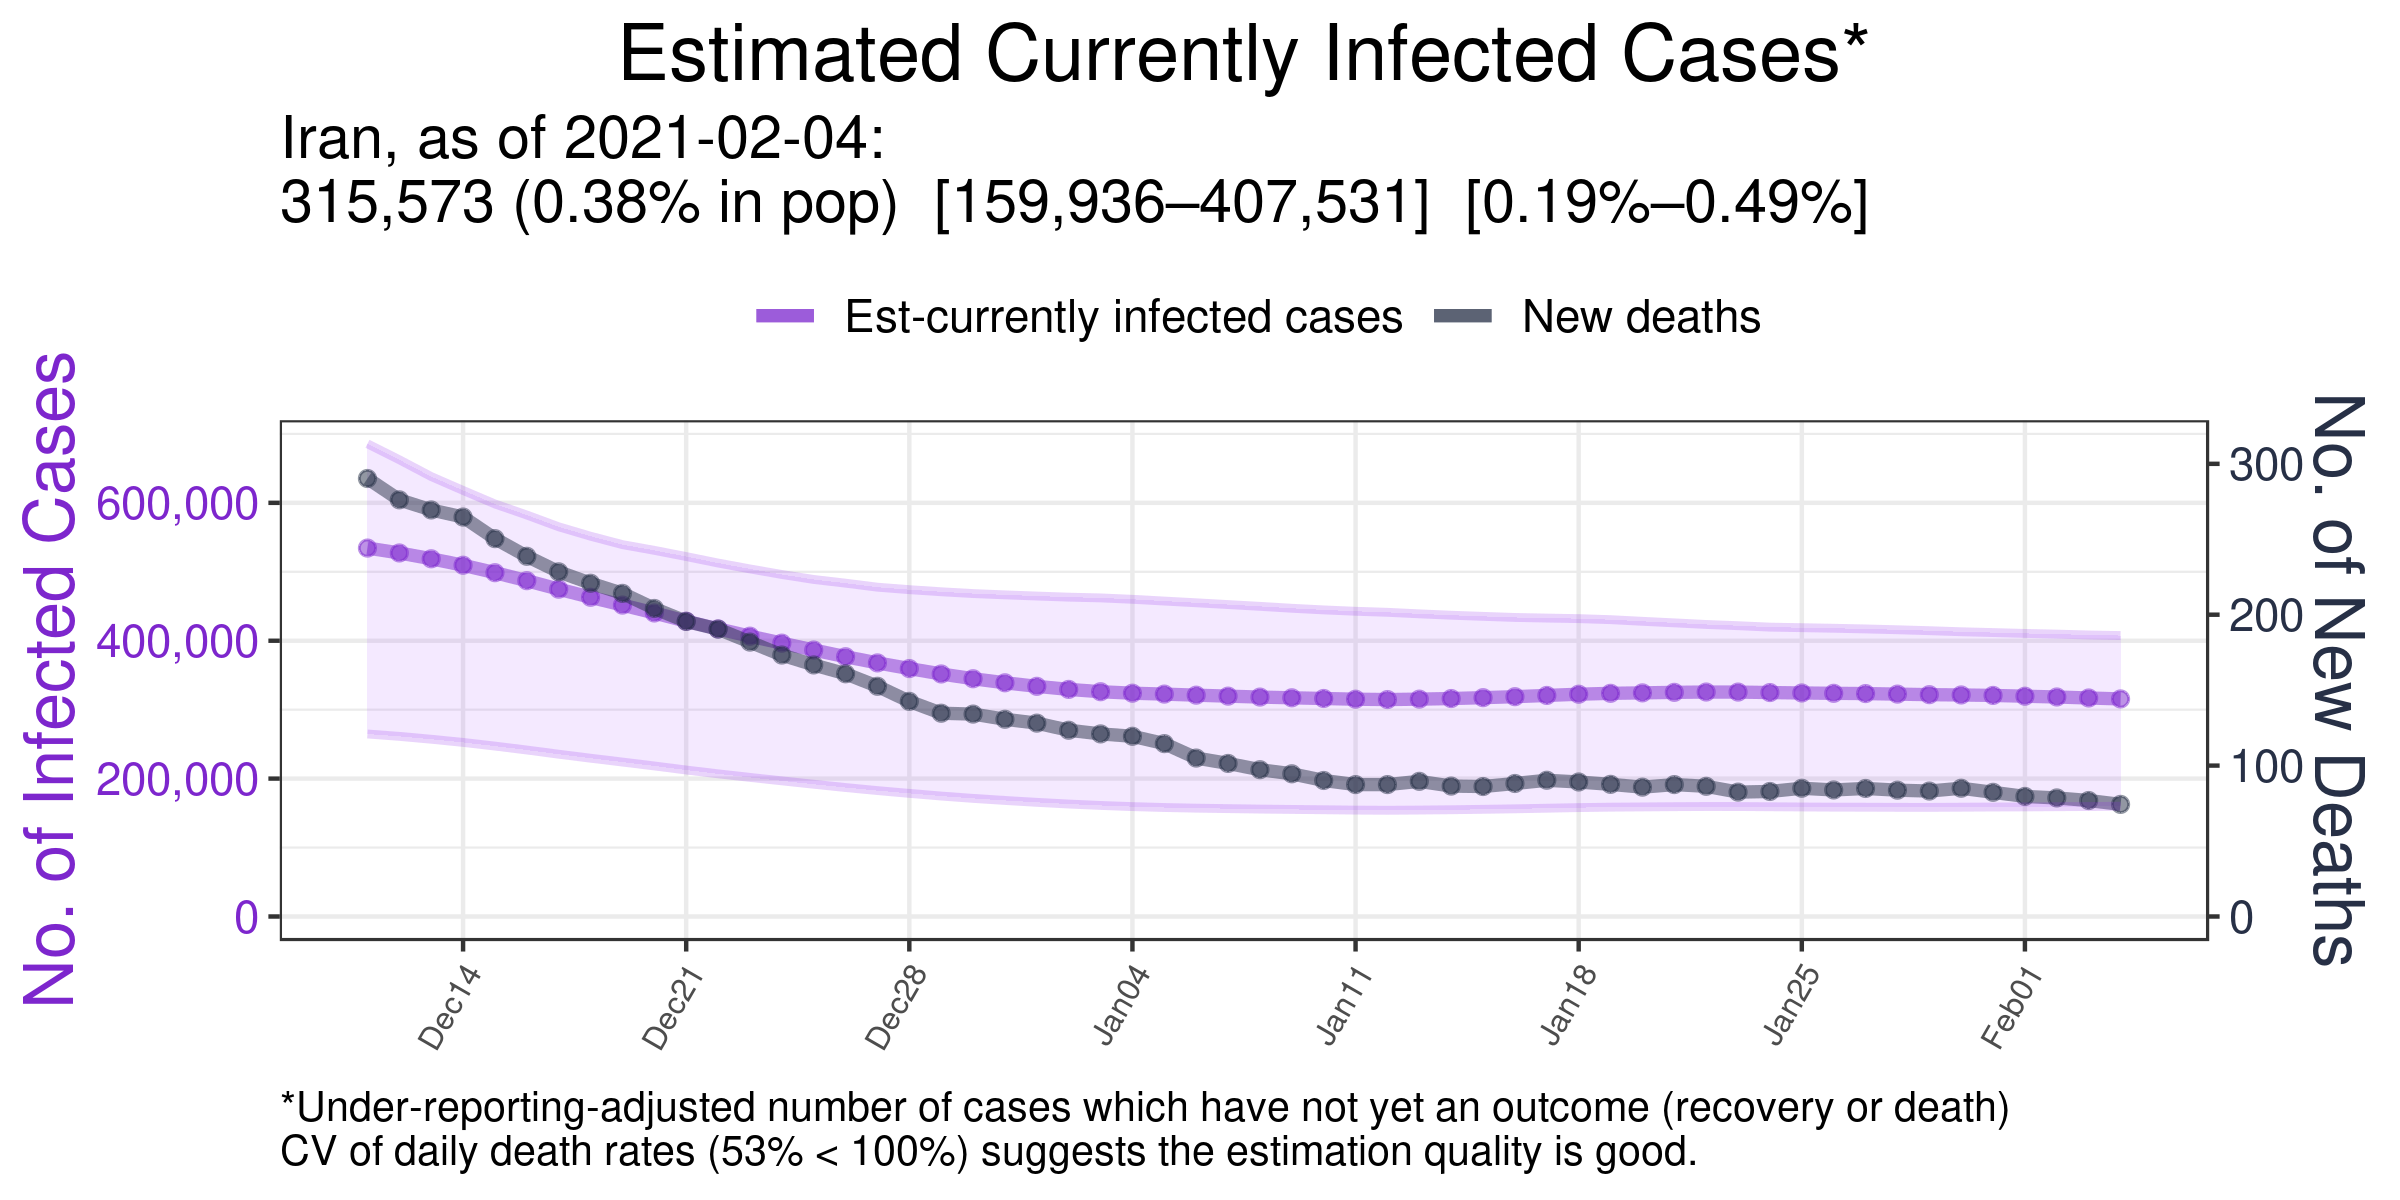 Estimated Currently Infected Cases*
Iran, as of 2021-02-04:
315,573 (0.38% in pop)  [159,936–407,531]  [0.19%–0.49%]
Est-currently infected cases
New deaths
No. of Infected Cases
600,000
400,000
200,000
0
300
200
100
0
No. of New Deaths
Dec14
Dec21
Dec28
Jan04
Jan11
Jan18
Jan25
Feb01
*Under-reporting-adjusted number of cases which have not yet an outcome (recovery or death)
CV of daily death rates (53% < 100%) suggests the estimation quality is good.